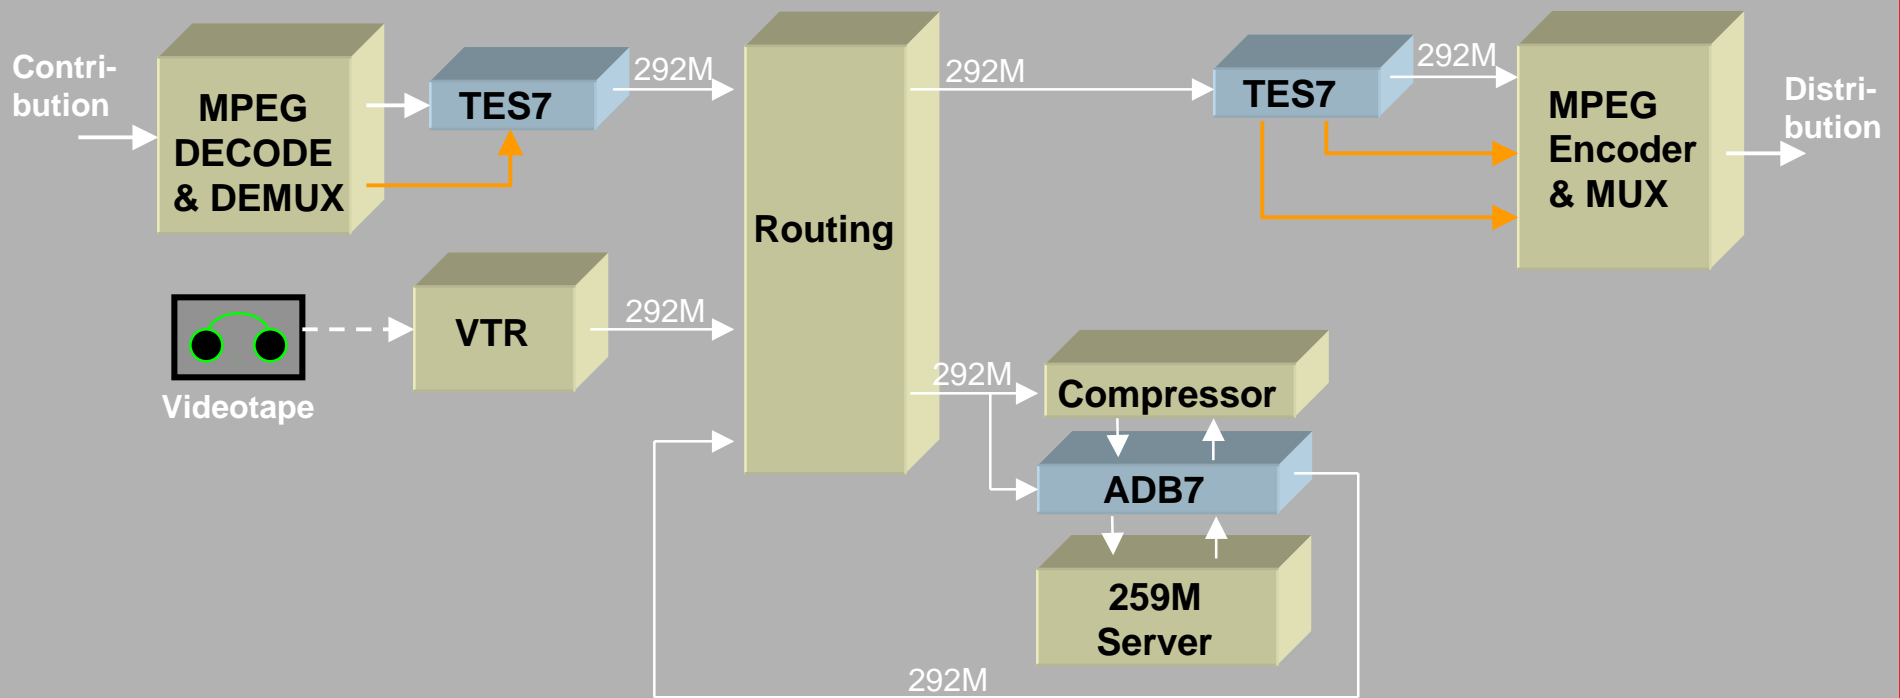 Contri-
bution
MPEG
DECODE
& DEMUX
TES7
292M
Routing
292M
TES7
292M
MPEG
Encoder
& MUX
Distri-
bution
Videotape
VTR
292M
292M
Compressor
ADB7
259M
Server
292M